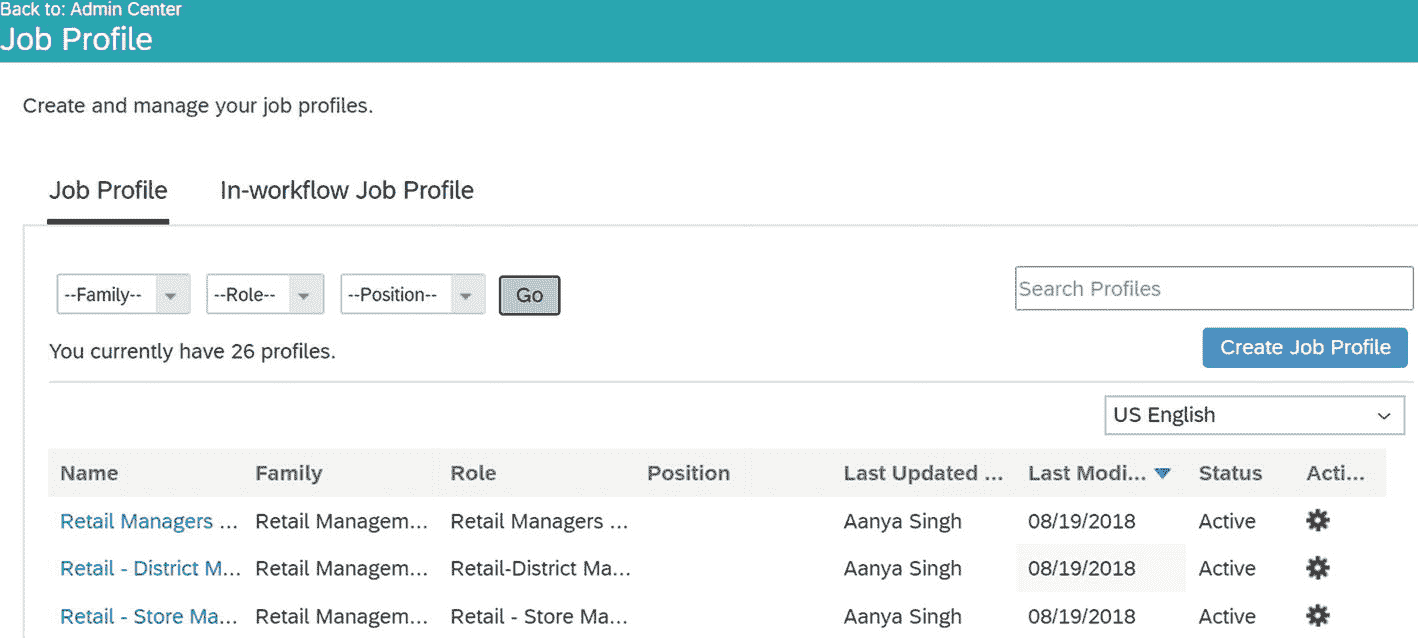 Back to: Admin Center
Job Profile
Create and manage your job profiles.
Job Profile In-workflow Job Profile
--Family-- --Role-- --Position-- Go Search Profiles
You currently have 26 profiles. Create Job Profile
US English
Name Family Role Position Last Updated ... Last Modi... Status Acti...
Retail Managers ... Retail Managem... Retail Managers ... Aanya Singh 08/19/2018 Active
Retail - District M... Retail Managem... Retail-District Ma... Aanya Singh 08/19/2018 Active
Retail - Store Ma... Retail Managem... Retail - Store Ma... Aanya Singh 08/19/2018 Active